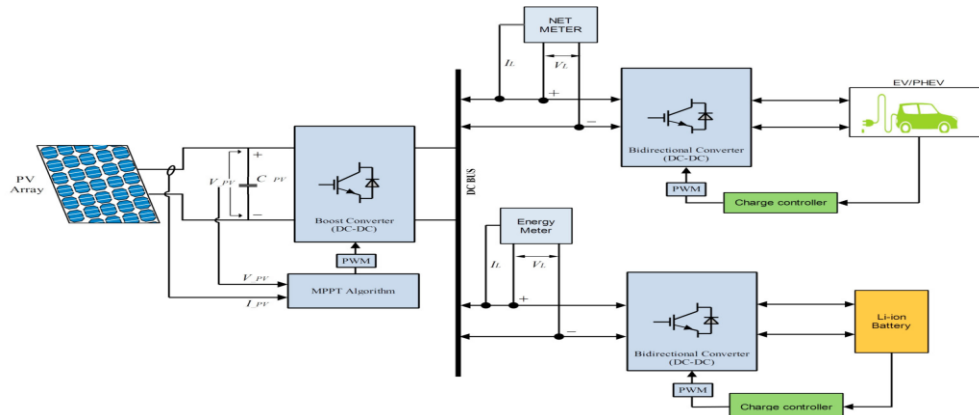 PV
Array
V PV
+
C PV
−
Boost Converter
(DC-DC)
PWM
MPPT Algorithm
V PV
I PV
DC BUS
NET
METER
IL
VL
+
−
Bidirectional Converter
(DC-DC)
PWM
EV/PHEV
Charge controller
Energy
Meter
IL
VL
+
−
Bidirectional Converter
(DC-DC)
PWM
Li-ion
Battery
Charge controller